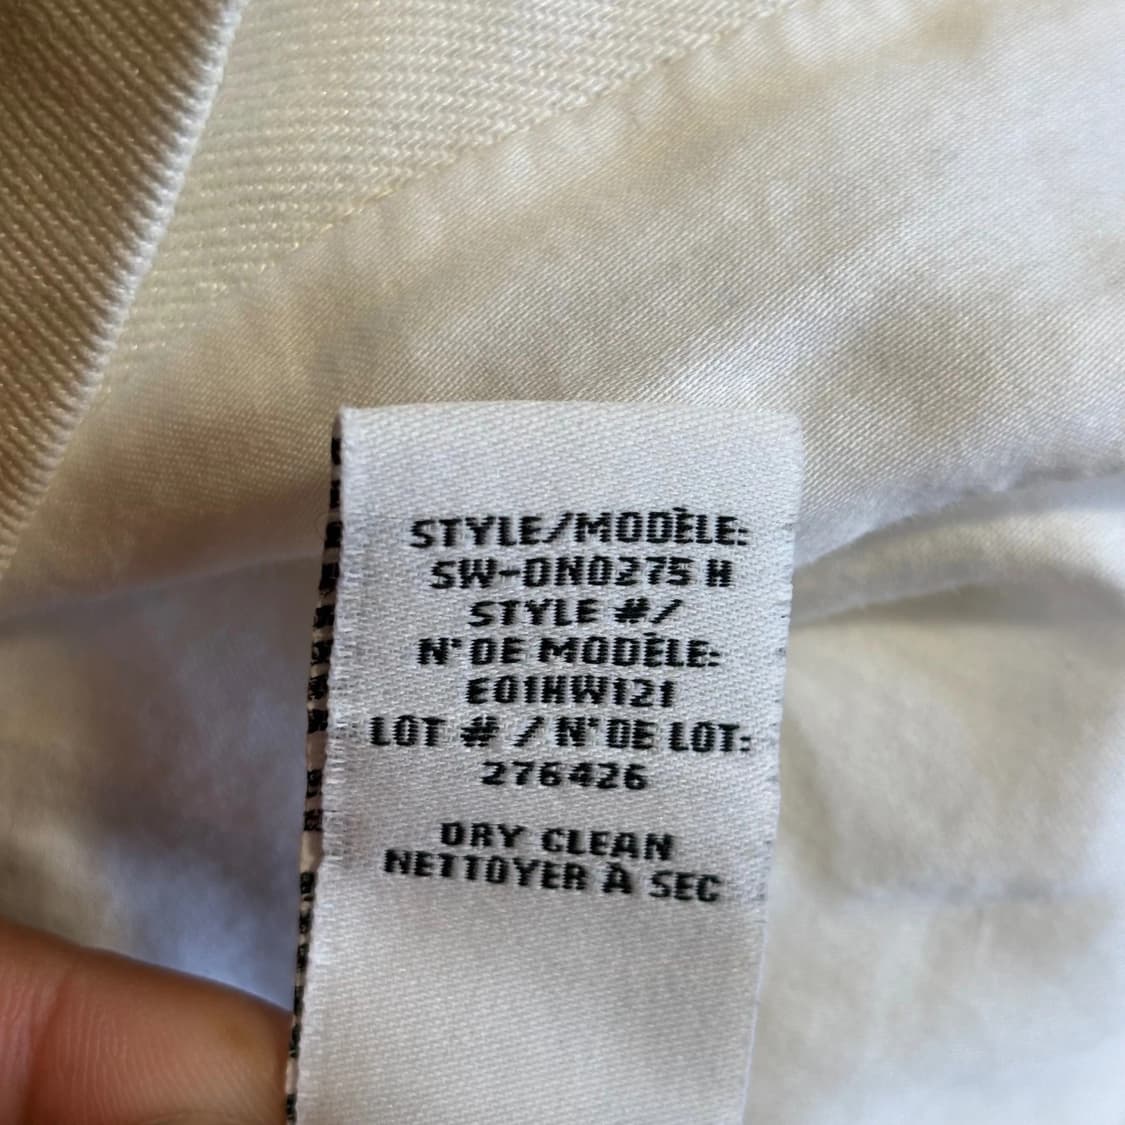 STYLE/MODÈLE:
SW-DN0275 H
STYLE #/
N° DE MODÈLE:
E01HW121
LOT # / N° DE LOT:
276426
DRY CLEAN
NETTOYER À SEC